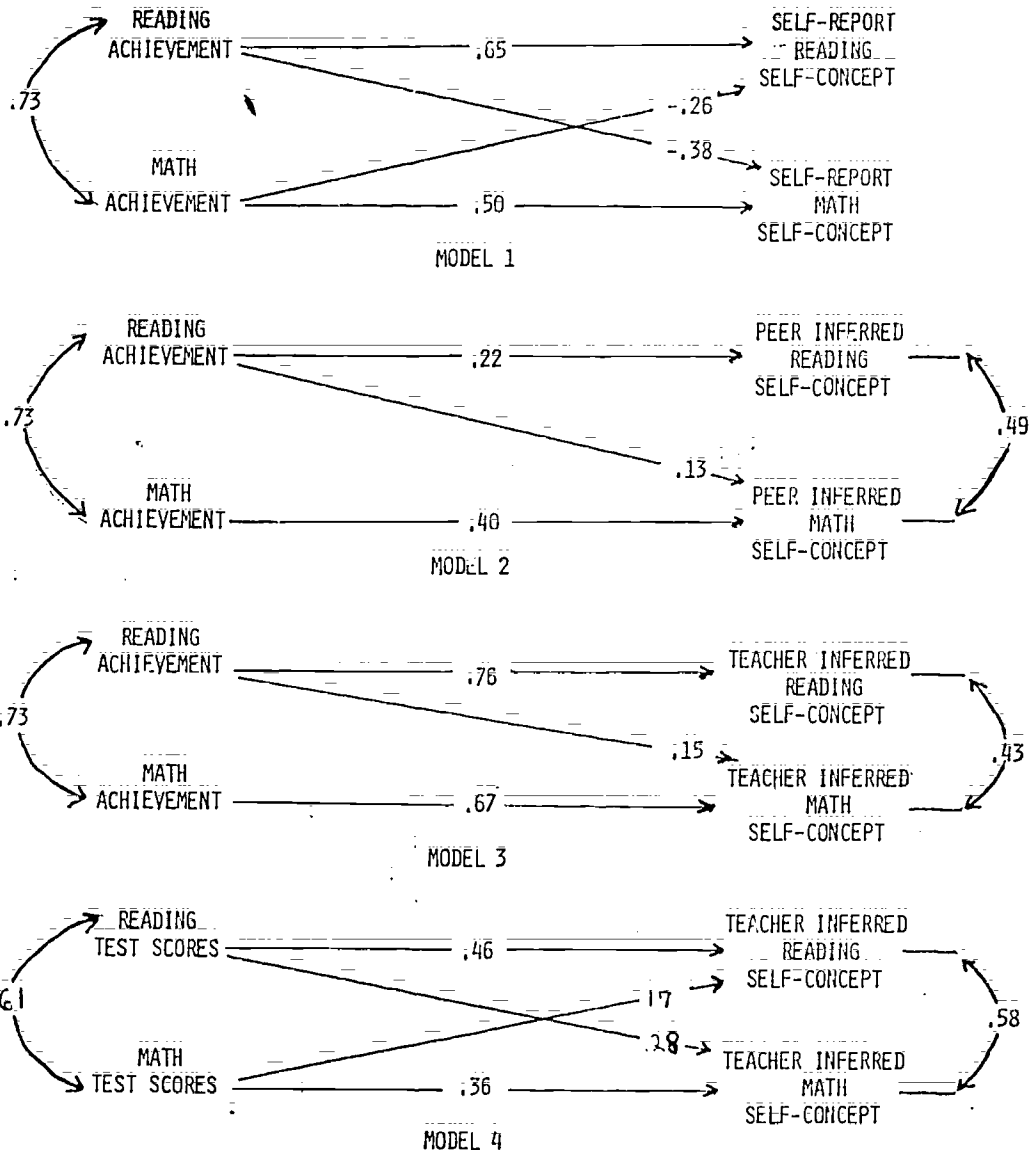 READING
ACHIEVEMENT
.65
SELF-REPORT
READING
SELF-CONCEPT
.73
-.26
-.38
MATH
ACHIEVEMENT
.50
SELF-REPORT
MATH
SELF-CONCEPT
MODEL 1
READING
ACHIEVEMENT
.22
PEER INFERRED
READING
SELF-CONCEPT
.73
.49
.13
MATH
ACHIEVEMENT
.40
PEER INFERRED
MATH
SELF-CONCEPT
MODEL 2
READING
ACHIEVEMENT
.76
TEACHER INFERRED
READING
SELF-CONCEPT
.73
.43
.15
MATH
ACHIEVEMENT
.67
TEACHER INFERRED
MATH
SELF-CONCEPT
MODEL 3
READING
TEST SCORES
.46
TEACHER INFERRED
READING
SELF-CONCEPT
61
17
.58
.28
MATH
TEST SCORES
.36
TEACHER INFERRED
MATH
SELF-CONCEPT
MODEL 4